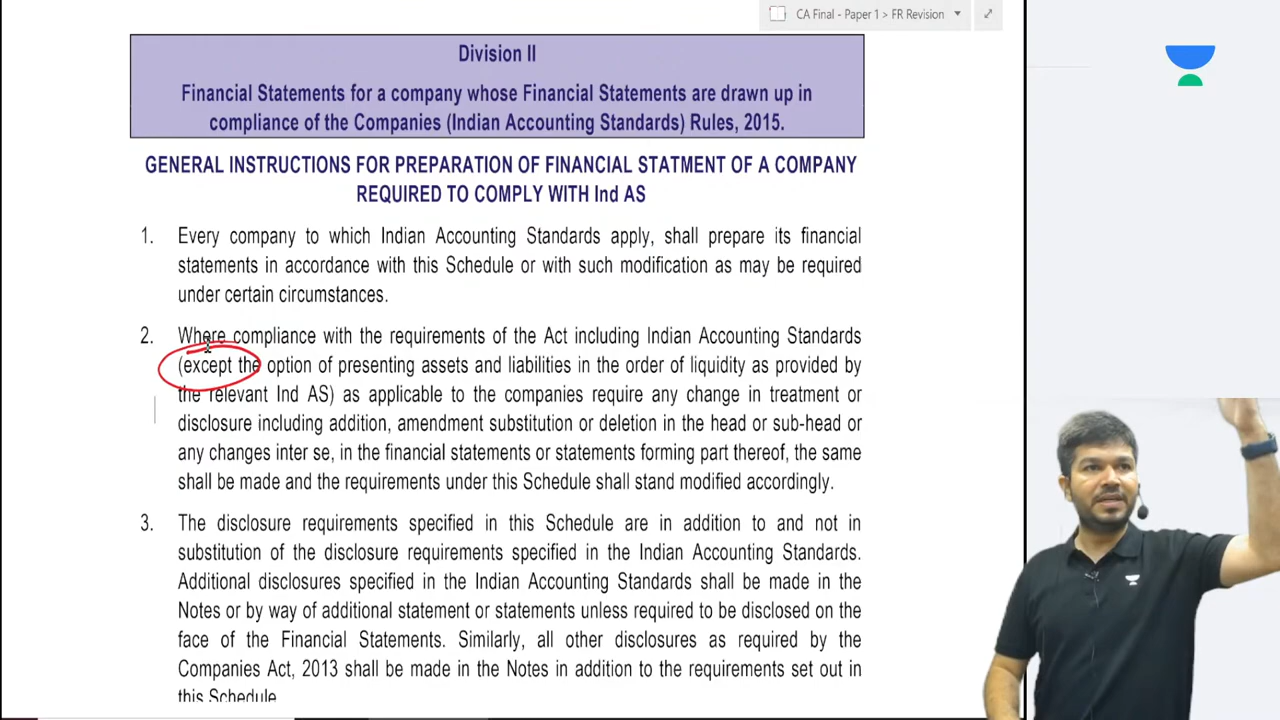 CA Final - Paper 1 > FR Revision
Division II
Financial Statements for a company whose Financial Statements are drawn up in
compliance of the Companies (Indian Accounting Standards) Rules, 2015.
GENERAL INSTRUCTIONS FOR PREPARATION OF FINANCIAL STATMENT OF A COMPANY
REQUIRED TO COMPLY WITH Ind AS
1. Every company to which Indian Accounting Standards apply, shall prepare its financial
statements in accordance with this Schedule or with such modification as may be required
under certain circumstances.
2. Where compliance with the requirements of the Act including Indian Accounting Standards
(except the option of presenting assets and liabilities in the order of liquidity as provided by
the relevant Ind AS) as applicable to the companies require any change in treatment or
disclosure including addition, amendment substitution or deletion in the head or sub-head or
any changes inter se, in the financial statements or statements forming part thereof, the same
shall be made and the requirements under this Schedule shall stand modified accordingly.
3. The disclosure requirements specified in this Schedule are in addition to and not in
substitution of the disclosure requirements specified in the Indian Accounting Standards.
Additional disclosures specified in the Indian Accounting Standards shall be made in the
Notes or by way of additional statement or statements unless required to be disclosed on the
face of the Financial Statements. Similarly, all other disclosures as required by the
Companies Act, 2013 shall be made in the Notes in addition to the requirements set out in
this Schedule.